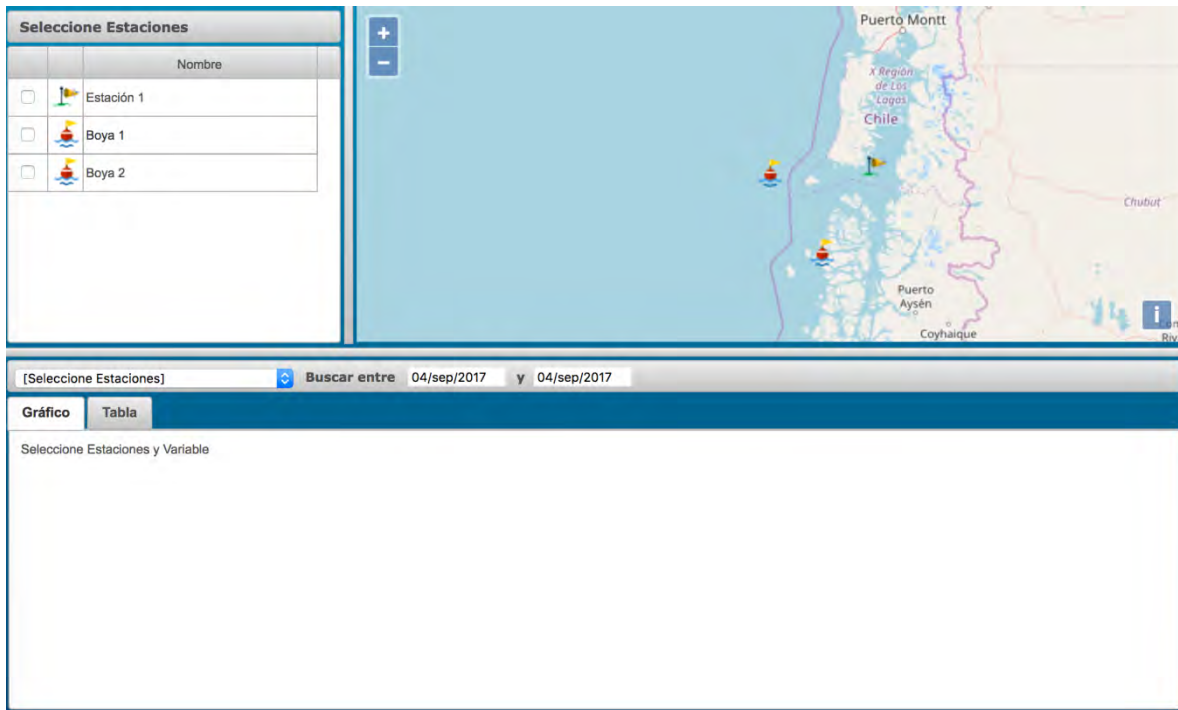 Seleccione Estaciones
Nombre
Estación 1
Boya 1
Boya 2
+
−
Puerto Montt
X Región
de Los
Lagos
Chile
Chubut
Puerto
Aysén
Coyhaique
i
Riv
[Seleccione Estaciones]
Buscar entre 04/sep/2017 y 04/sep/2017
Gráfico Tabla
Seleccione Estaciones y Variable